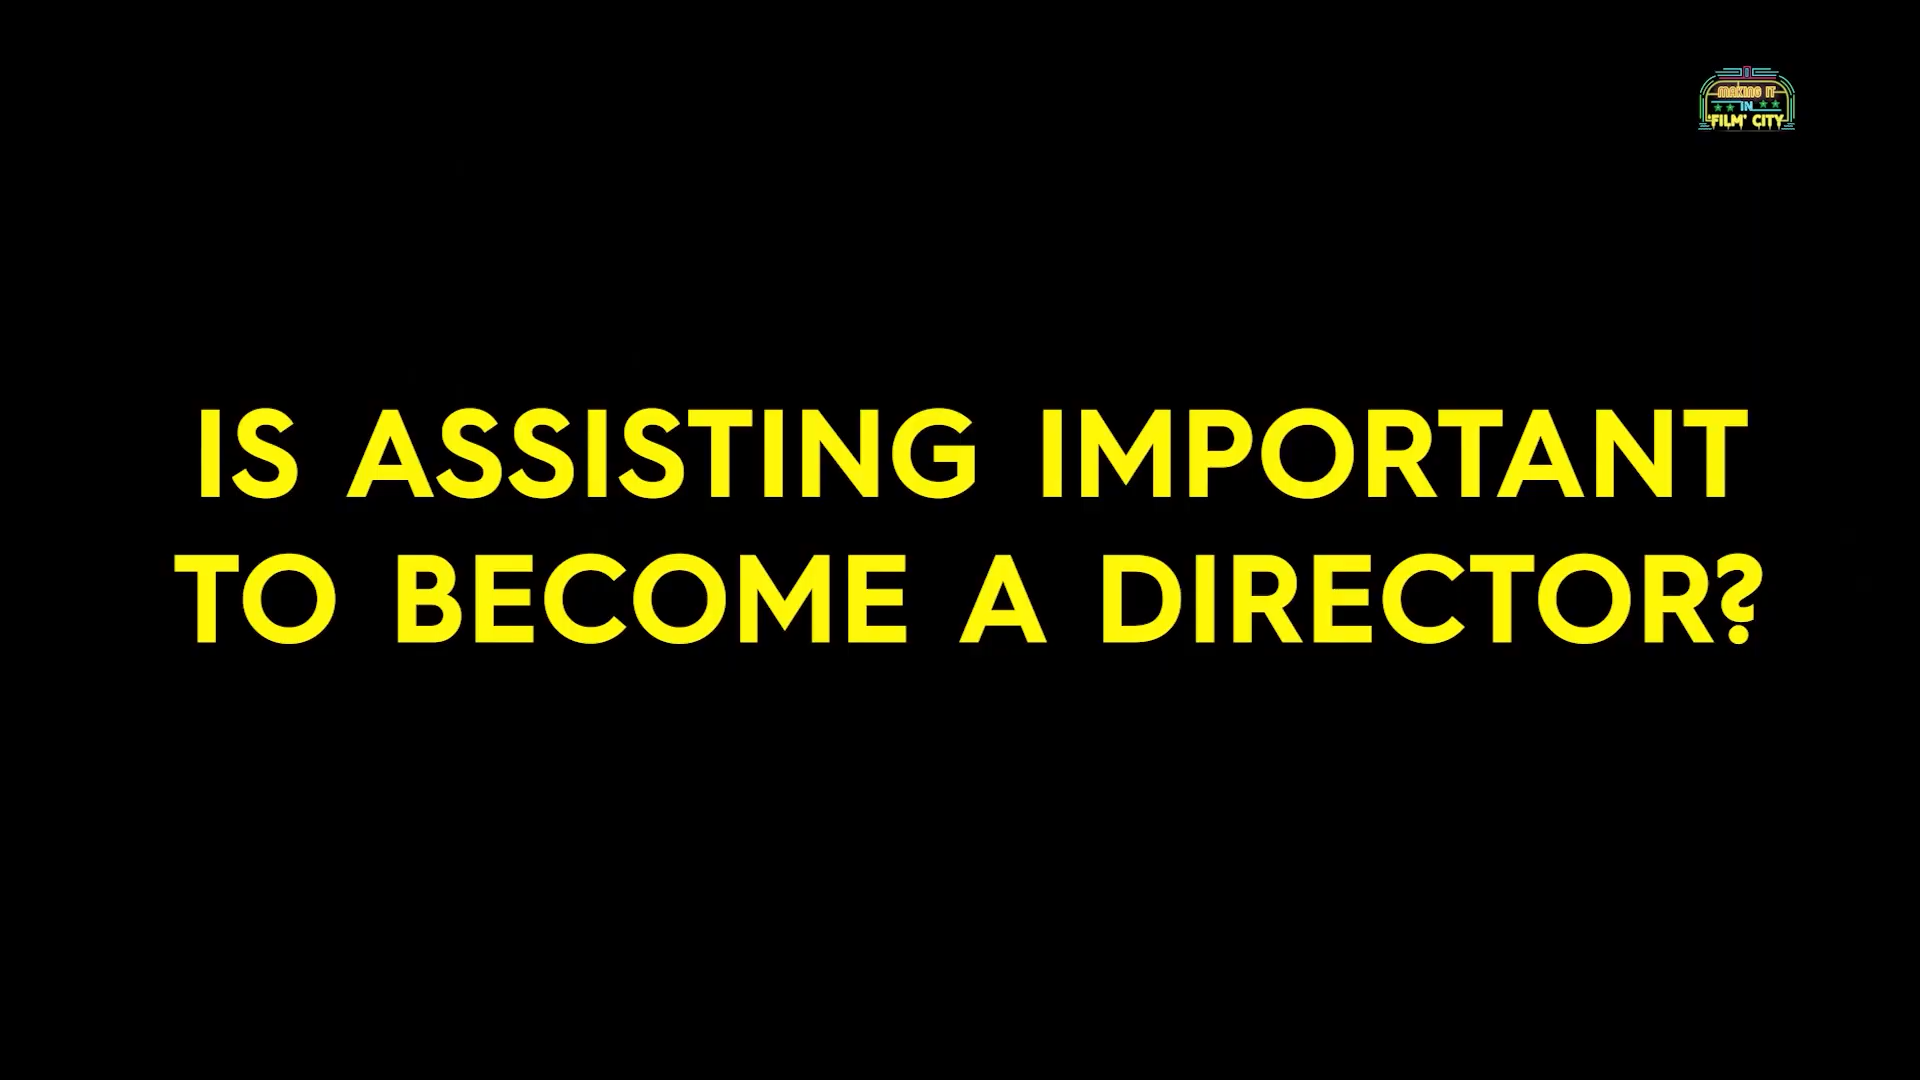 MAKING IT
IN
'FILM' CITY
IS ASSISTING IMPORTANT
TO BECOME A DIRECTOR?